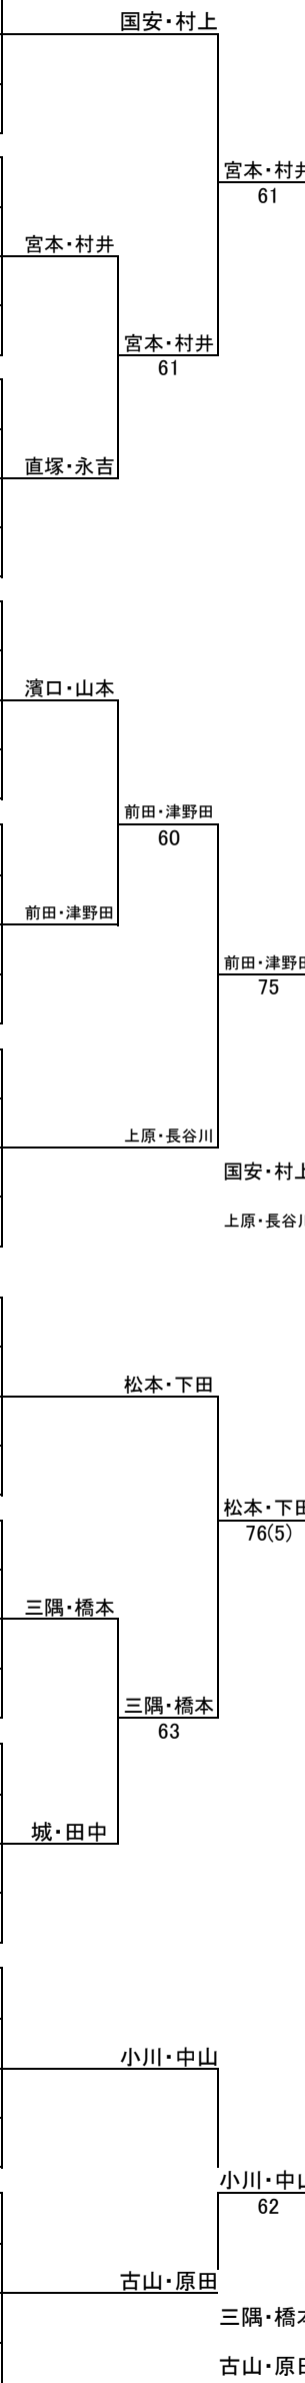 国安・村上
宮本・村井
61
宮本・村井
宮本・村井
61
直塚・永吉
濱口・山本
前田・津野田
60
前田・津野田
前田・津野田
75
上原・長谷川
国安・村上
上原・長谷川
松本・下田
松本・下田
76(5)
三隅・橋本
三隅・橋本
63
城・田中
小川・中山
小川・中山
62
古山・原田
三隅・橋本
古山・原田